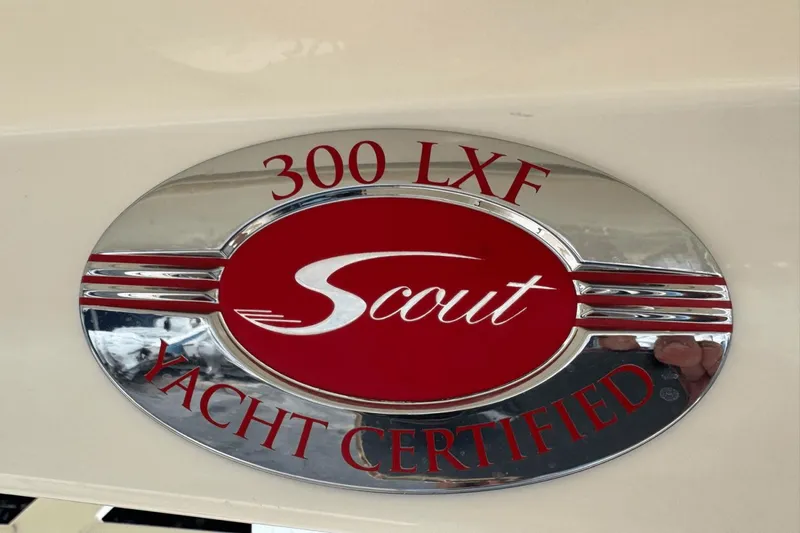 300 LXF
Scout
YACHT CERTIFIED